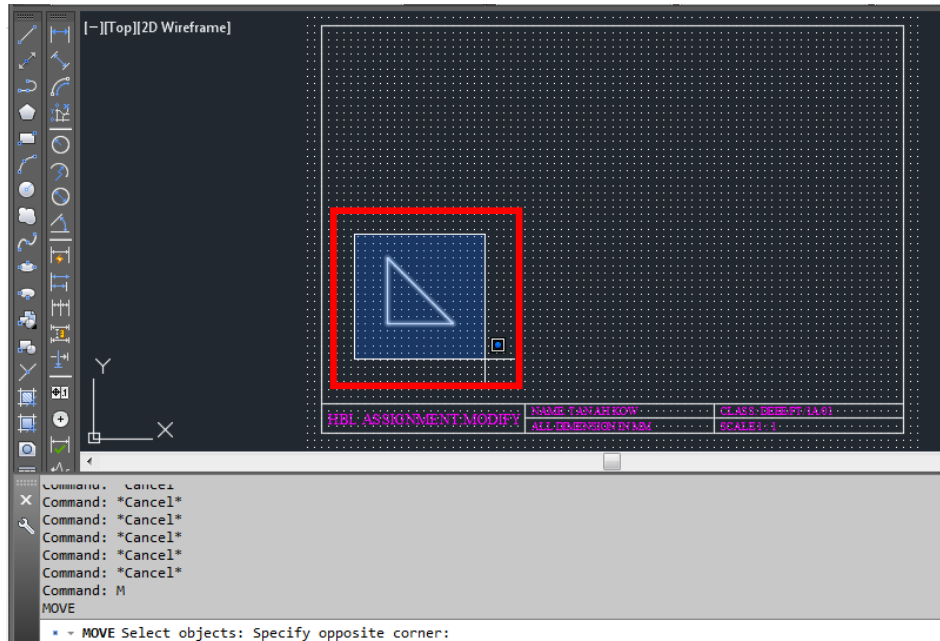 [−][Top][2D Wireframe]
Y
X
HBL ASSIGNMENT:MODIFY
NAME: TAN AH KOW
CLASS: DEEE/FT/1A/01
ALL DIMENSION IN MM
SCALE 1 : 1
Command: *Cancel*
Command: *Cancel*
Command: *Cancel*
Command: *Cancel*
Command: *Cancel*
Command: *Cancel*
Command: M
MOVE
MOVE Select objects: Specify opposite corner: